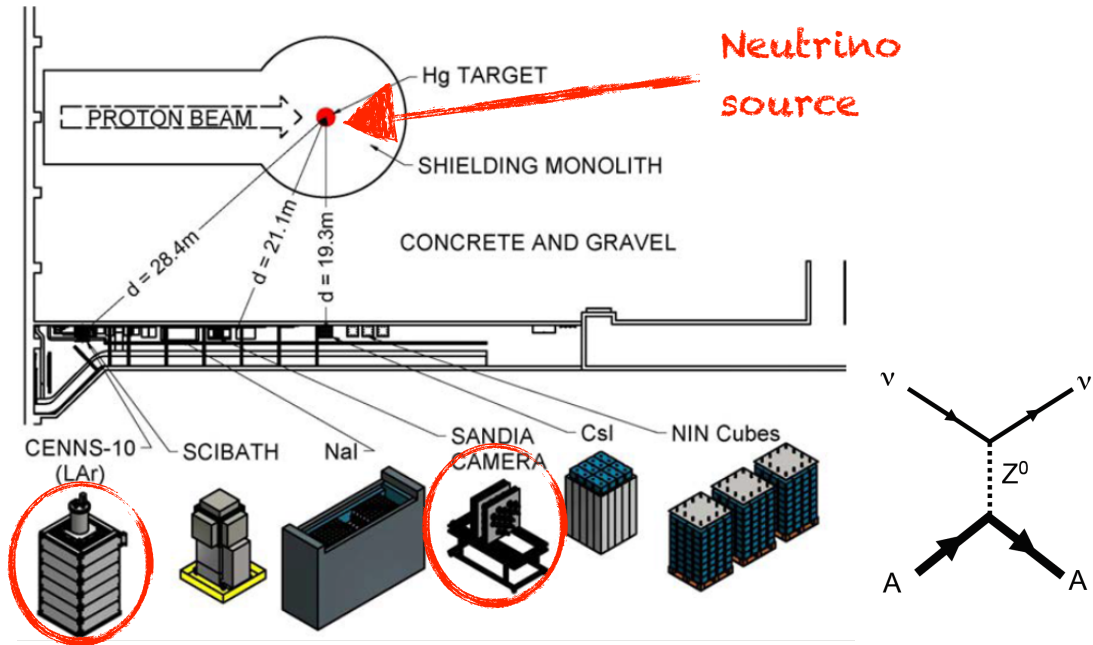 Neutrino
source
Hg TARGET
PROTON BEAM
SHIELDING MONOLITH
CONCRETE AND GRAVEL
d = 28.4m
d = 21.1m
d = 19.3m
CENNS-10
(LAr)
SCIBATH
NaI
SANDIA
CAMERA
CsI
NIN Cubes
ν
ν
Z⁰
A
A